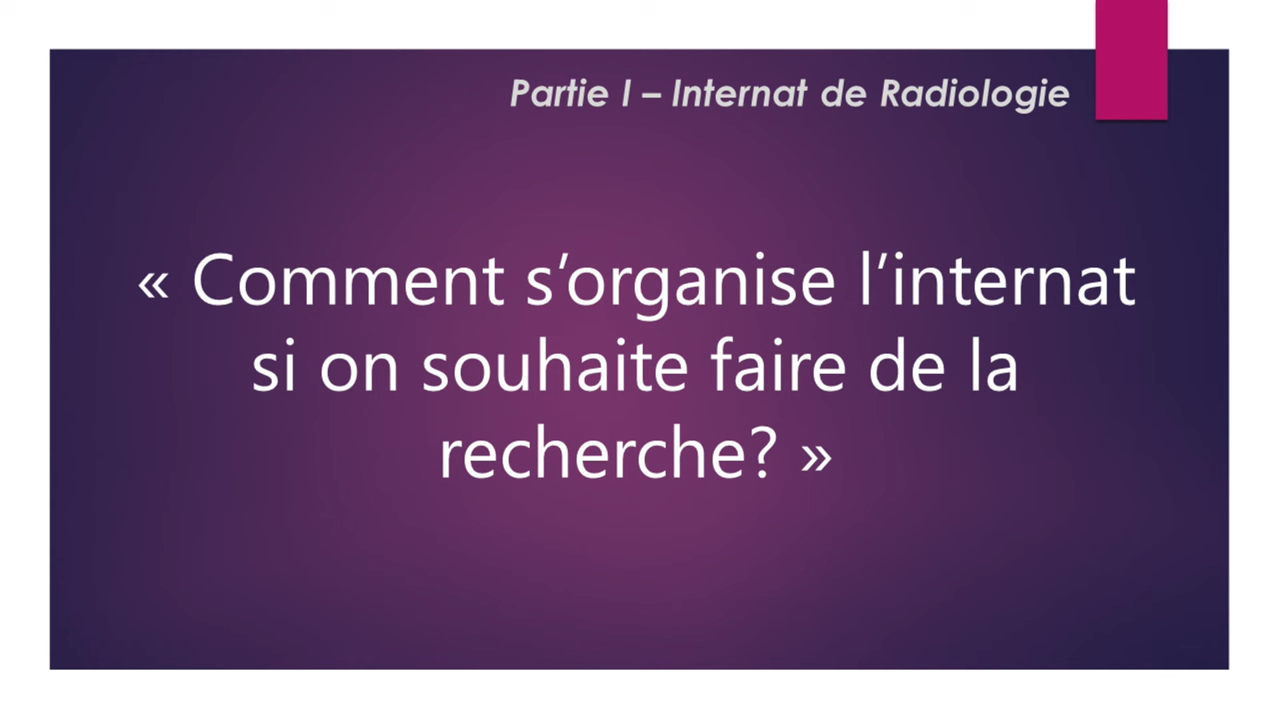 Partie I – Internat de Radiologie
« Comment s’organise l’internat
si on souhaite faire de la
recherche? »